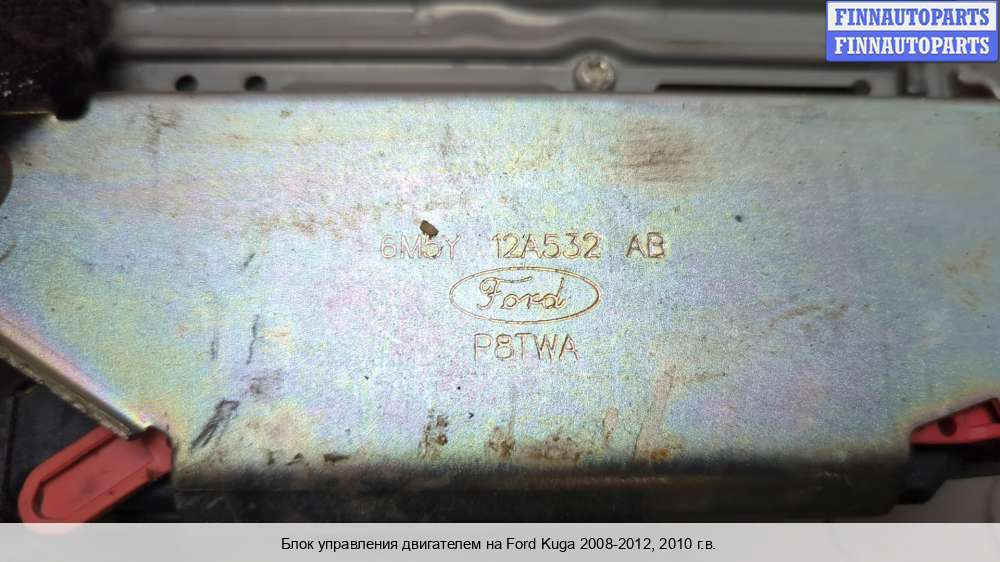 FINNAUTOPARTS
FINNAUTOPARTS
6M5Y 12A532 AB
Ford
P8TWA
Блок управления двигателем на Ford Kuga 2008-2012, 2010 г.в.